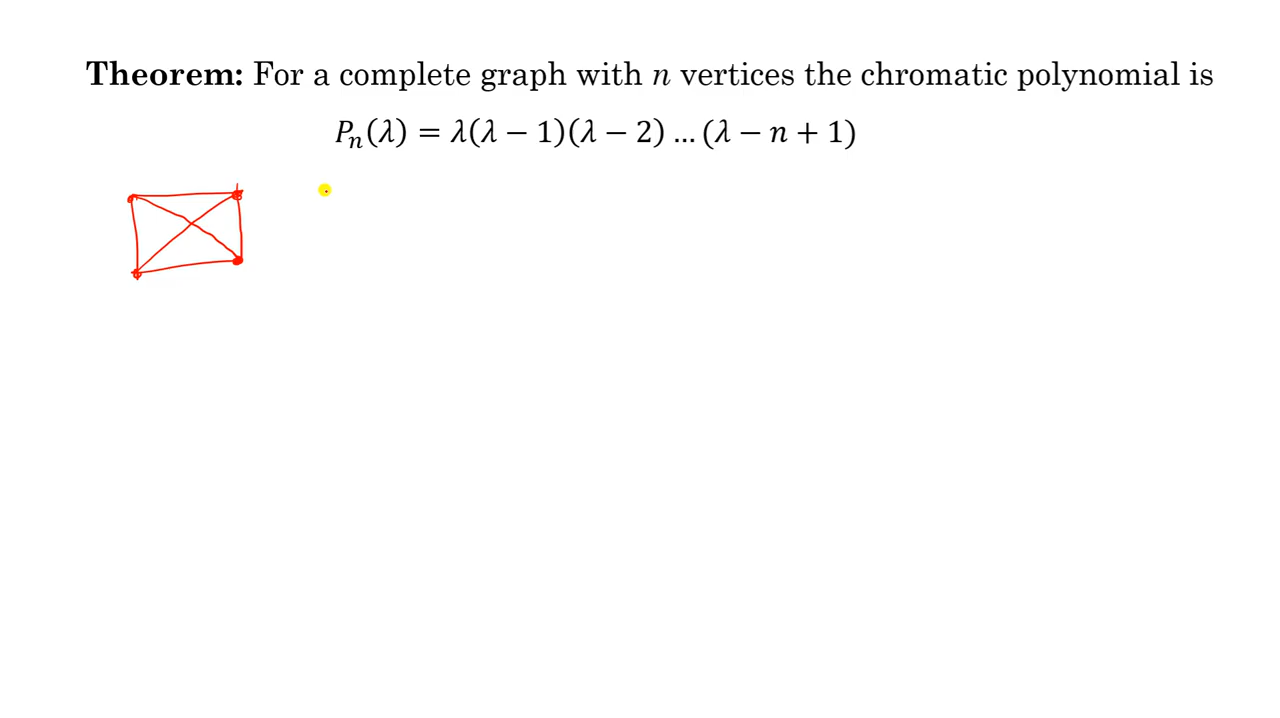 Theorem: For a complete graph with n vertices the chromatic polynomial is
𝑃ₙ(𝜆) = 𝜆(𝜆 − 1)(𝜆 − 2) … (𝜆 − 𝑛 + 1)